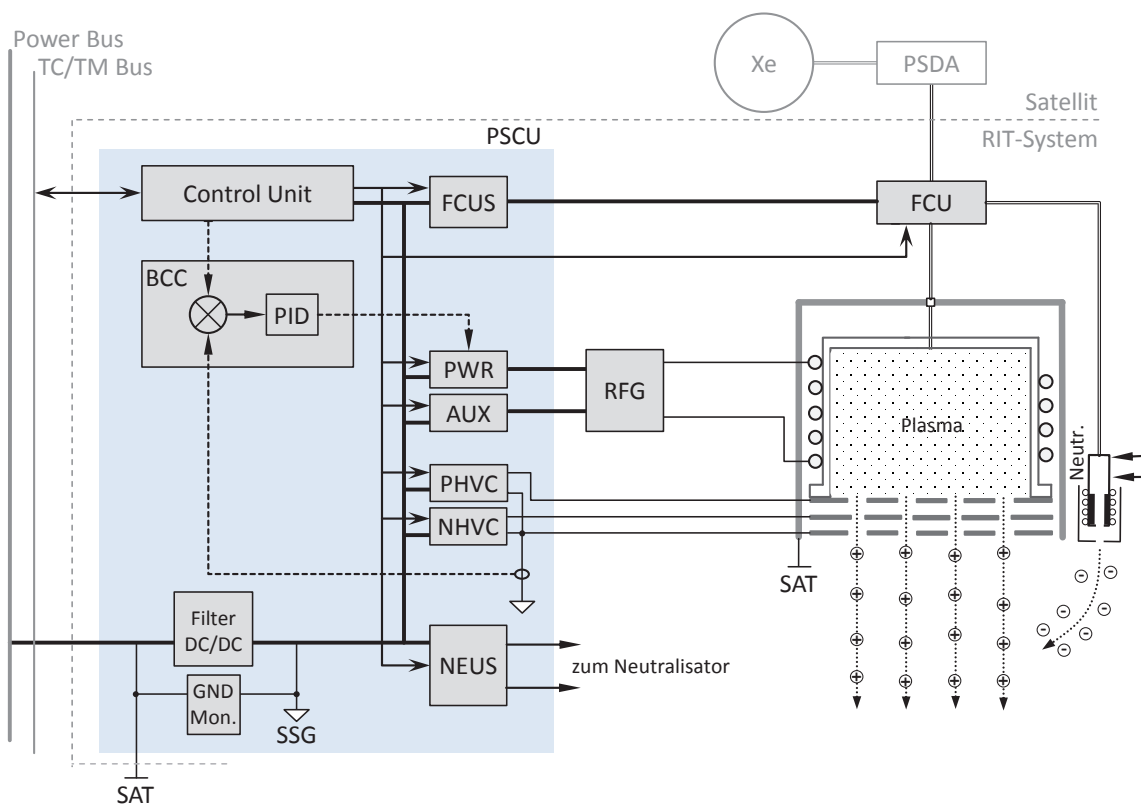 Power Bus
TC/TM Bus
Xe
PSDA
Satellit
RIT-System
PSCU
Control Unit
FCUS
FCU
BCC
PID
PWR
AUX
RFG
Plasma
Neutr.
PHVC
NHVC
SAT
Filter
DC/DC
NEUS
zum Neutralisator
GND
Mon.
SSG
SAT